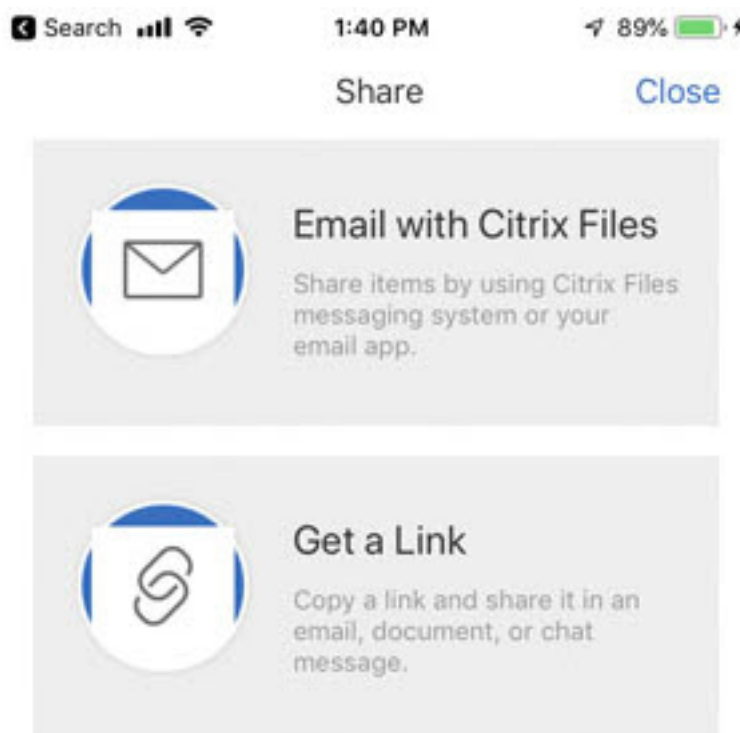 Search 1:40 PM 89%
Share Close
Email with Citrix Files
Share items by using Citrix Files
messaging system or your
email app.
Get a Link
Copy a link and share it in an
email, document, or chat
message.